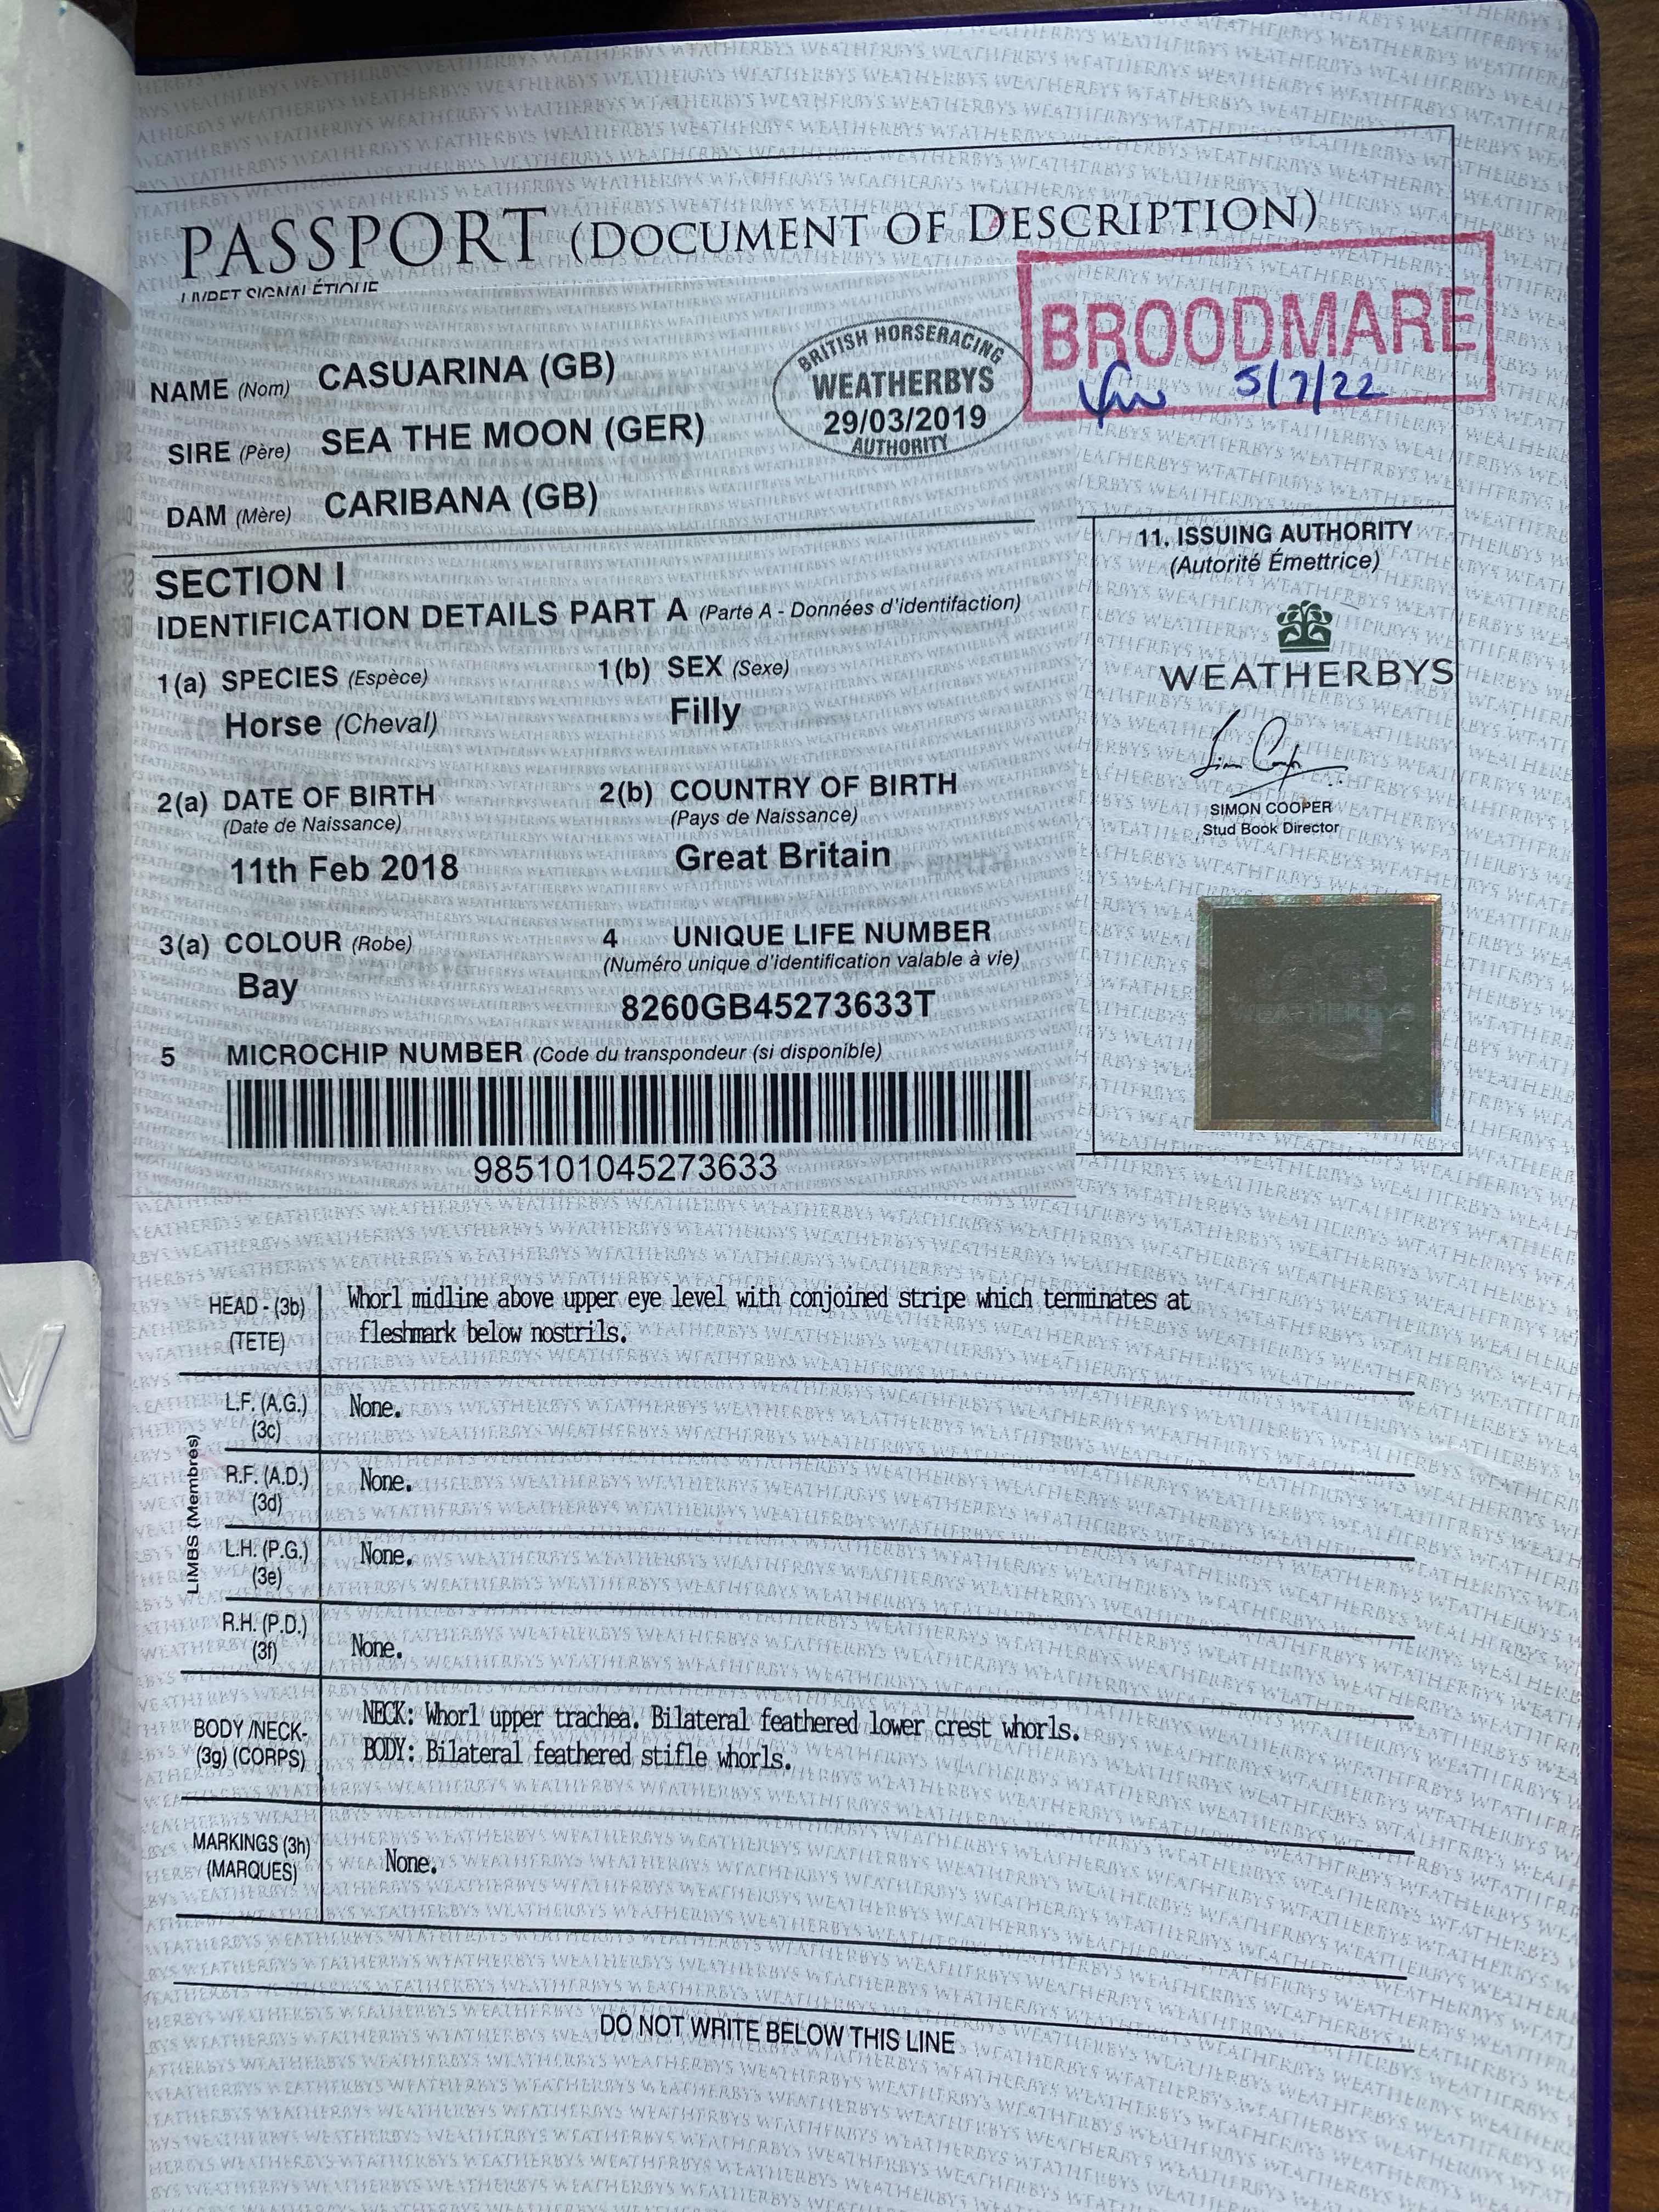 PASSPORT (DOCUMENT OF DESCRIPTION)
LIVRET SIGNALÉTIQUE
BROODMARE
5/7/22
BRITISH HORSERACING
WEATHERBYS
29/03/2019
AUTHORITY
NAME (Nom) CASUARINA (GB)
SIRE (Père) SEA THE MOON (GER)
DAM (Mère) CARIBANA (GB)
SECTION I
IDENTIFICATION DETAILS PART A (Parte A - Données d'identifaction)
1(a) SPECIES (Espèce) 1(b) SEX (Sexe)
Horse (Cheval) Filly
2(a) DATE OF BIRTH 2(b) COUNTRY OF BIRTH
(Date de Naissance) (Pays de Naissance)
11th Feb 2018 Great Britain
3(a) COLOUR (Robe) 4 UNIQUE LIFE NUMBER
(Numéro unique d'identification valable à vie)
Bay 8260GB45273633T
5 MICROCHIP NUMBER (Code du transpondeur (si disponible)
985101045273633
11. ISSUING AUTHORITY
(Autorité Émettrice)
WEATHERBYS
SIMON COOPER
Stud Book Director
HEAD - (3b) Whorl midline above upper eye level with conjoined stripe which terminates at
(TETE) fleshmark below nostrils.
LIMBS (Membres)
L.F. (A.G.) None.
(3c)
R.F. (A.D.) None.
(3d)
L.H. (P.G.) None.
(3e)
R.H. (P.D.) None.
(3f)
BODY /NECK- NECK: Whorl upper trachea. Bilateral feathered lower crest whorls.
(3g) (CORPS) BODY: Bilateral feathered stifle whorls.
MARKINGS (3h) None.
(MARQUES)
DO NOT WRITE BELOW THIS LINE